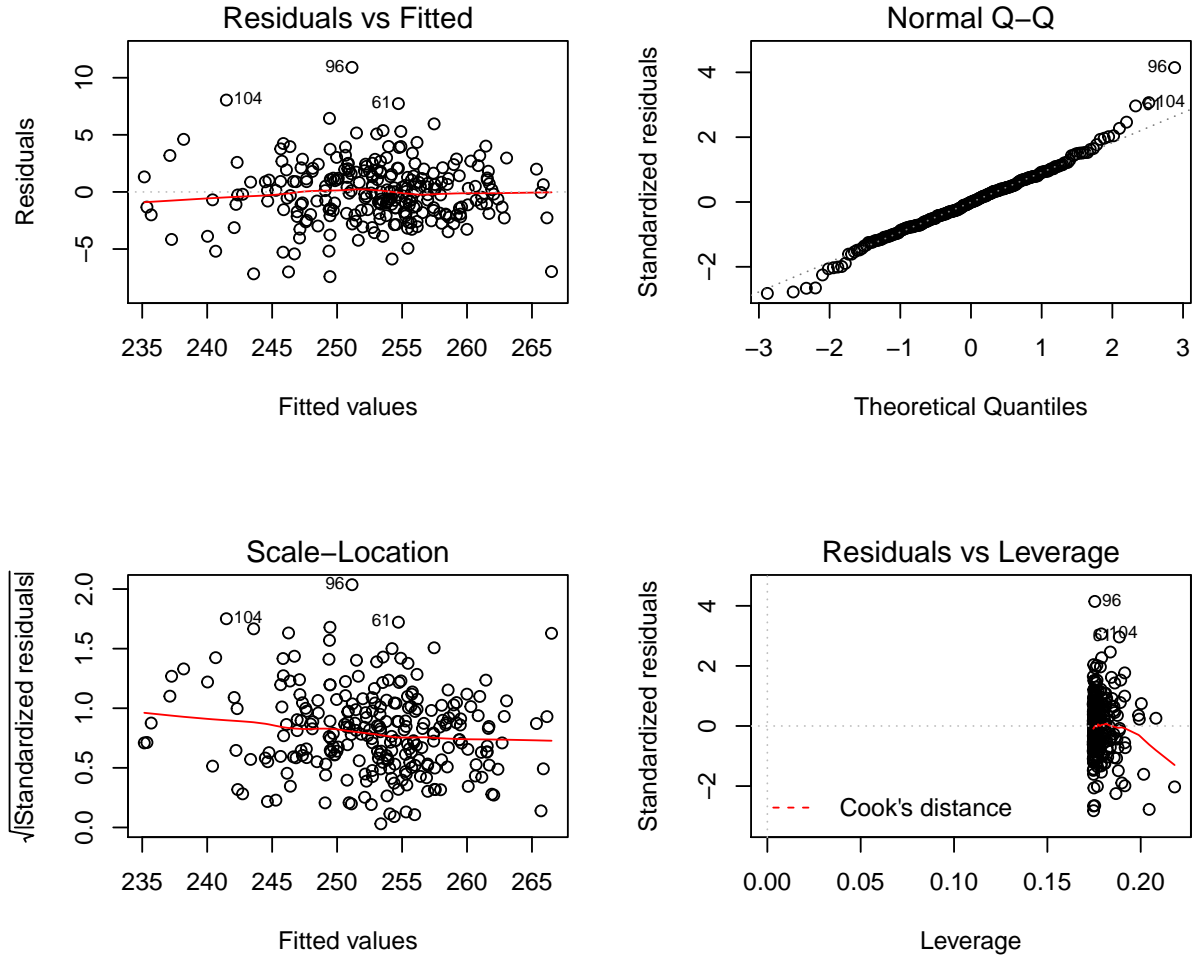 Residuals vs Fitted
Residuals
10
5
0
−5
96
104
61
235 240 245 250 255 260 265
Fitted values
Normal Q−Q
Standardized residuals
4
2
0
−2
96
61
104
−3 −2 −1 0 1 2 3
Theoretical Quantiles
Scale−Location
√|Standardized residuals|
2.0
1.5
1.0
0.5
0.0
96
104
61
235 240 245 250 255 260 265
Fitted values
Residuals vs Leverage
Standardized residuals
4
2
0
−2
96
61
104
Cook's distance
0.00 0.05 0.10 0.15 0.20
Leverage